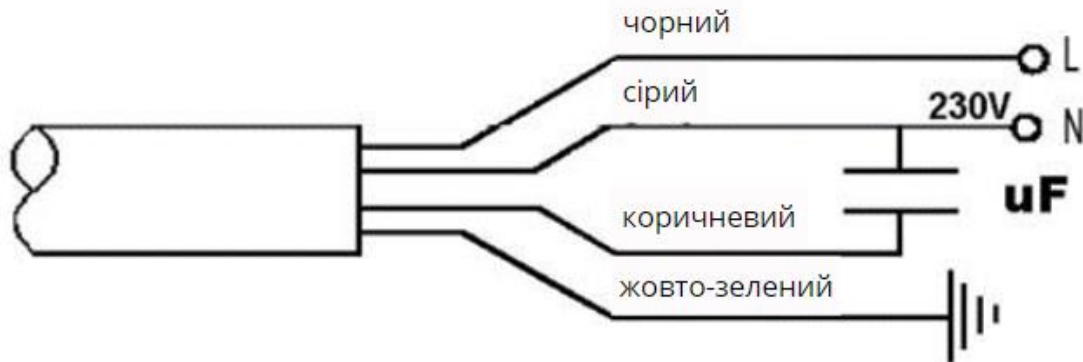 чорний
L
сірий
230V
N
uF
коричневий
жовто-зелений